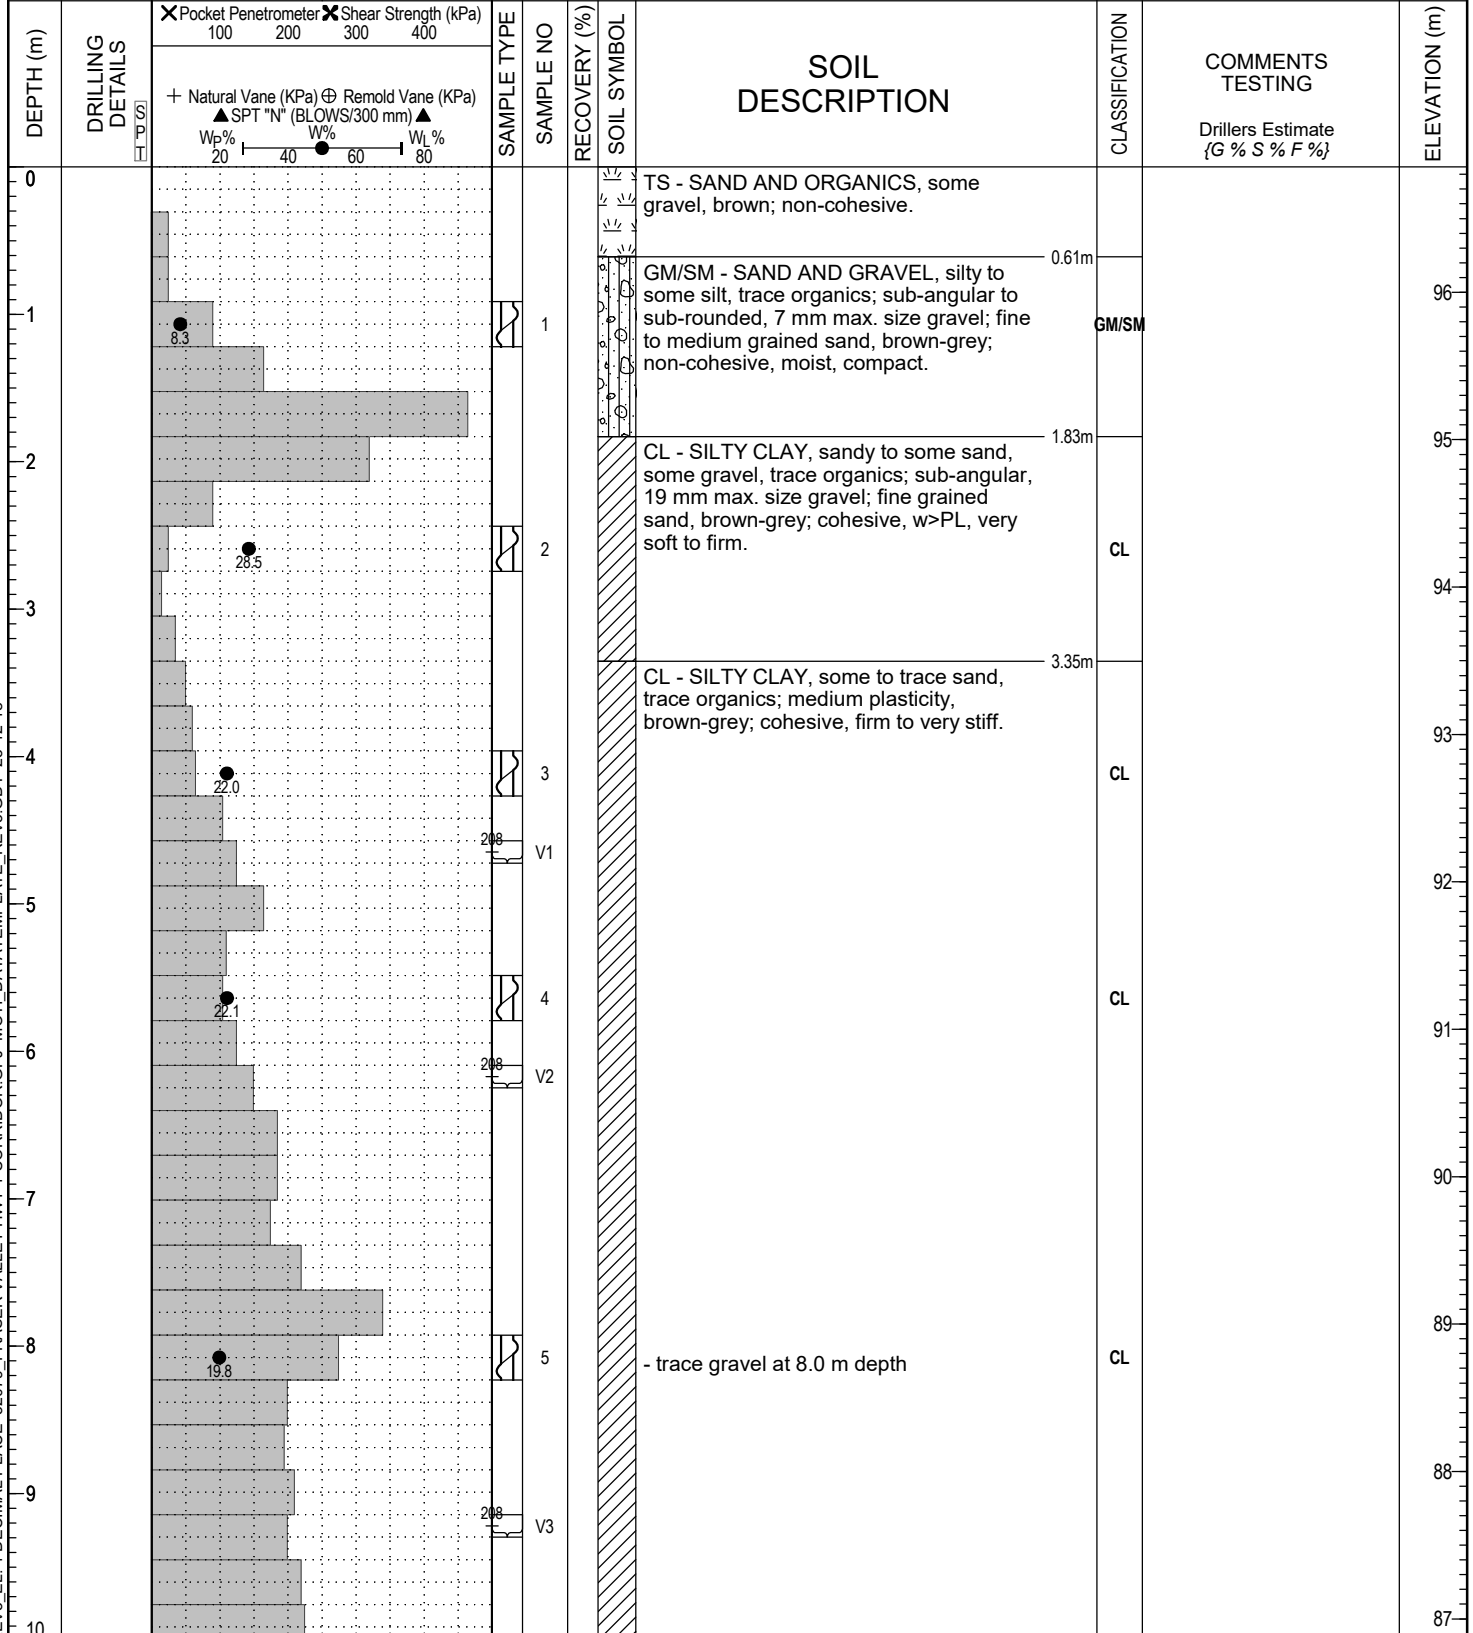 DEPTH (m)
DRILLING
DETAILS
SPT
Pocket Penetrometer Shear Strength (kPa)
100 200 300 400
Natural Vane (KPa) Remold Vane (KPa)
SPT "N" (BLOWS/300 mm)
WP% W% WL%
20 40 60 80
SAMPLE TYPE
SAMPLE NO
RECOVERY (%)
SOIL SYMBOL
SOIL
DESCRIPTION
CLASSIFICATION
COMMENTS
TESTING
Drillers Estimate
{G % S % F %}
ELEVATION (m)
0
TS - SAND AND ORGANICS, some
gravel, brown; non-cohesive.
0.61m
GM/SM - SAND AND GRAVEL, silty to
some silt, trace organics; sub-angular to
sub-rounded, 7 mm max. size gravel; fine
to medium grained sand, brown-grey;
non-cohesive, moist, compact.
96
1
8.3
1
GM/SM
1.83m
95
CL - SILTY CLAY, sandy to some sand,
some gravel, trace organics; sub-angular,
19 mm max. size gravel; fine grained
sand, brown-grey; cohesive, w>PL, very
soft to firm.
2
28.5
2
CL
94
3
3.35m
CL - SILTY CLAY, some to trace sand,
trace organics; medium plasticity,
brown-grey; cohesive, firm to very stiff.
93
4
22.0
3
CL
208
V1
92
5
22.1
4
CL
91
6
208
V2
90
7
89
8
19.8
5
- trace gravel at 8.0 m depth
CL
88
9
208
V3
87
10